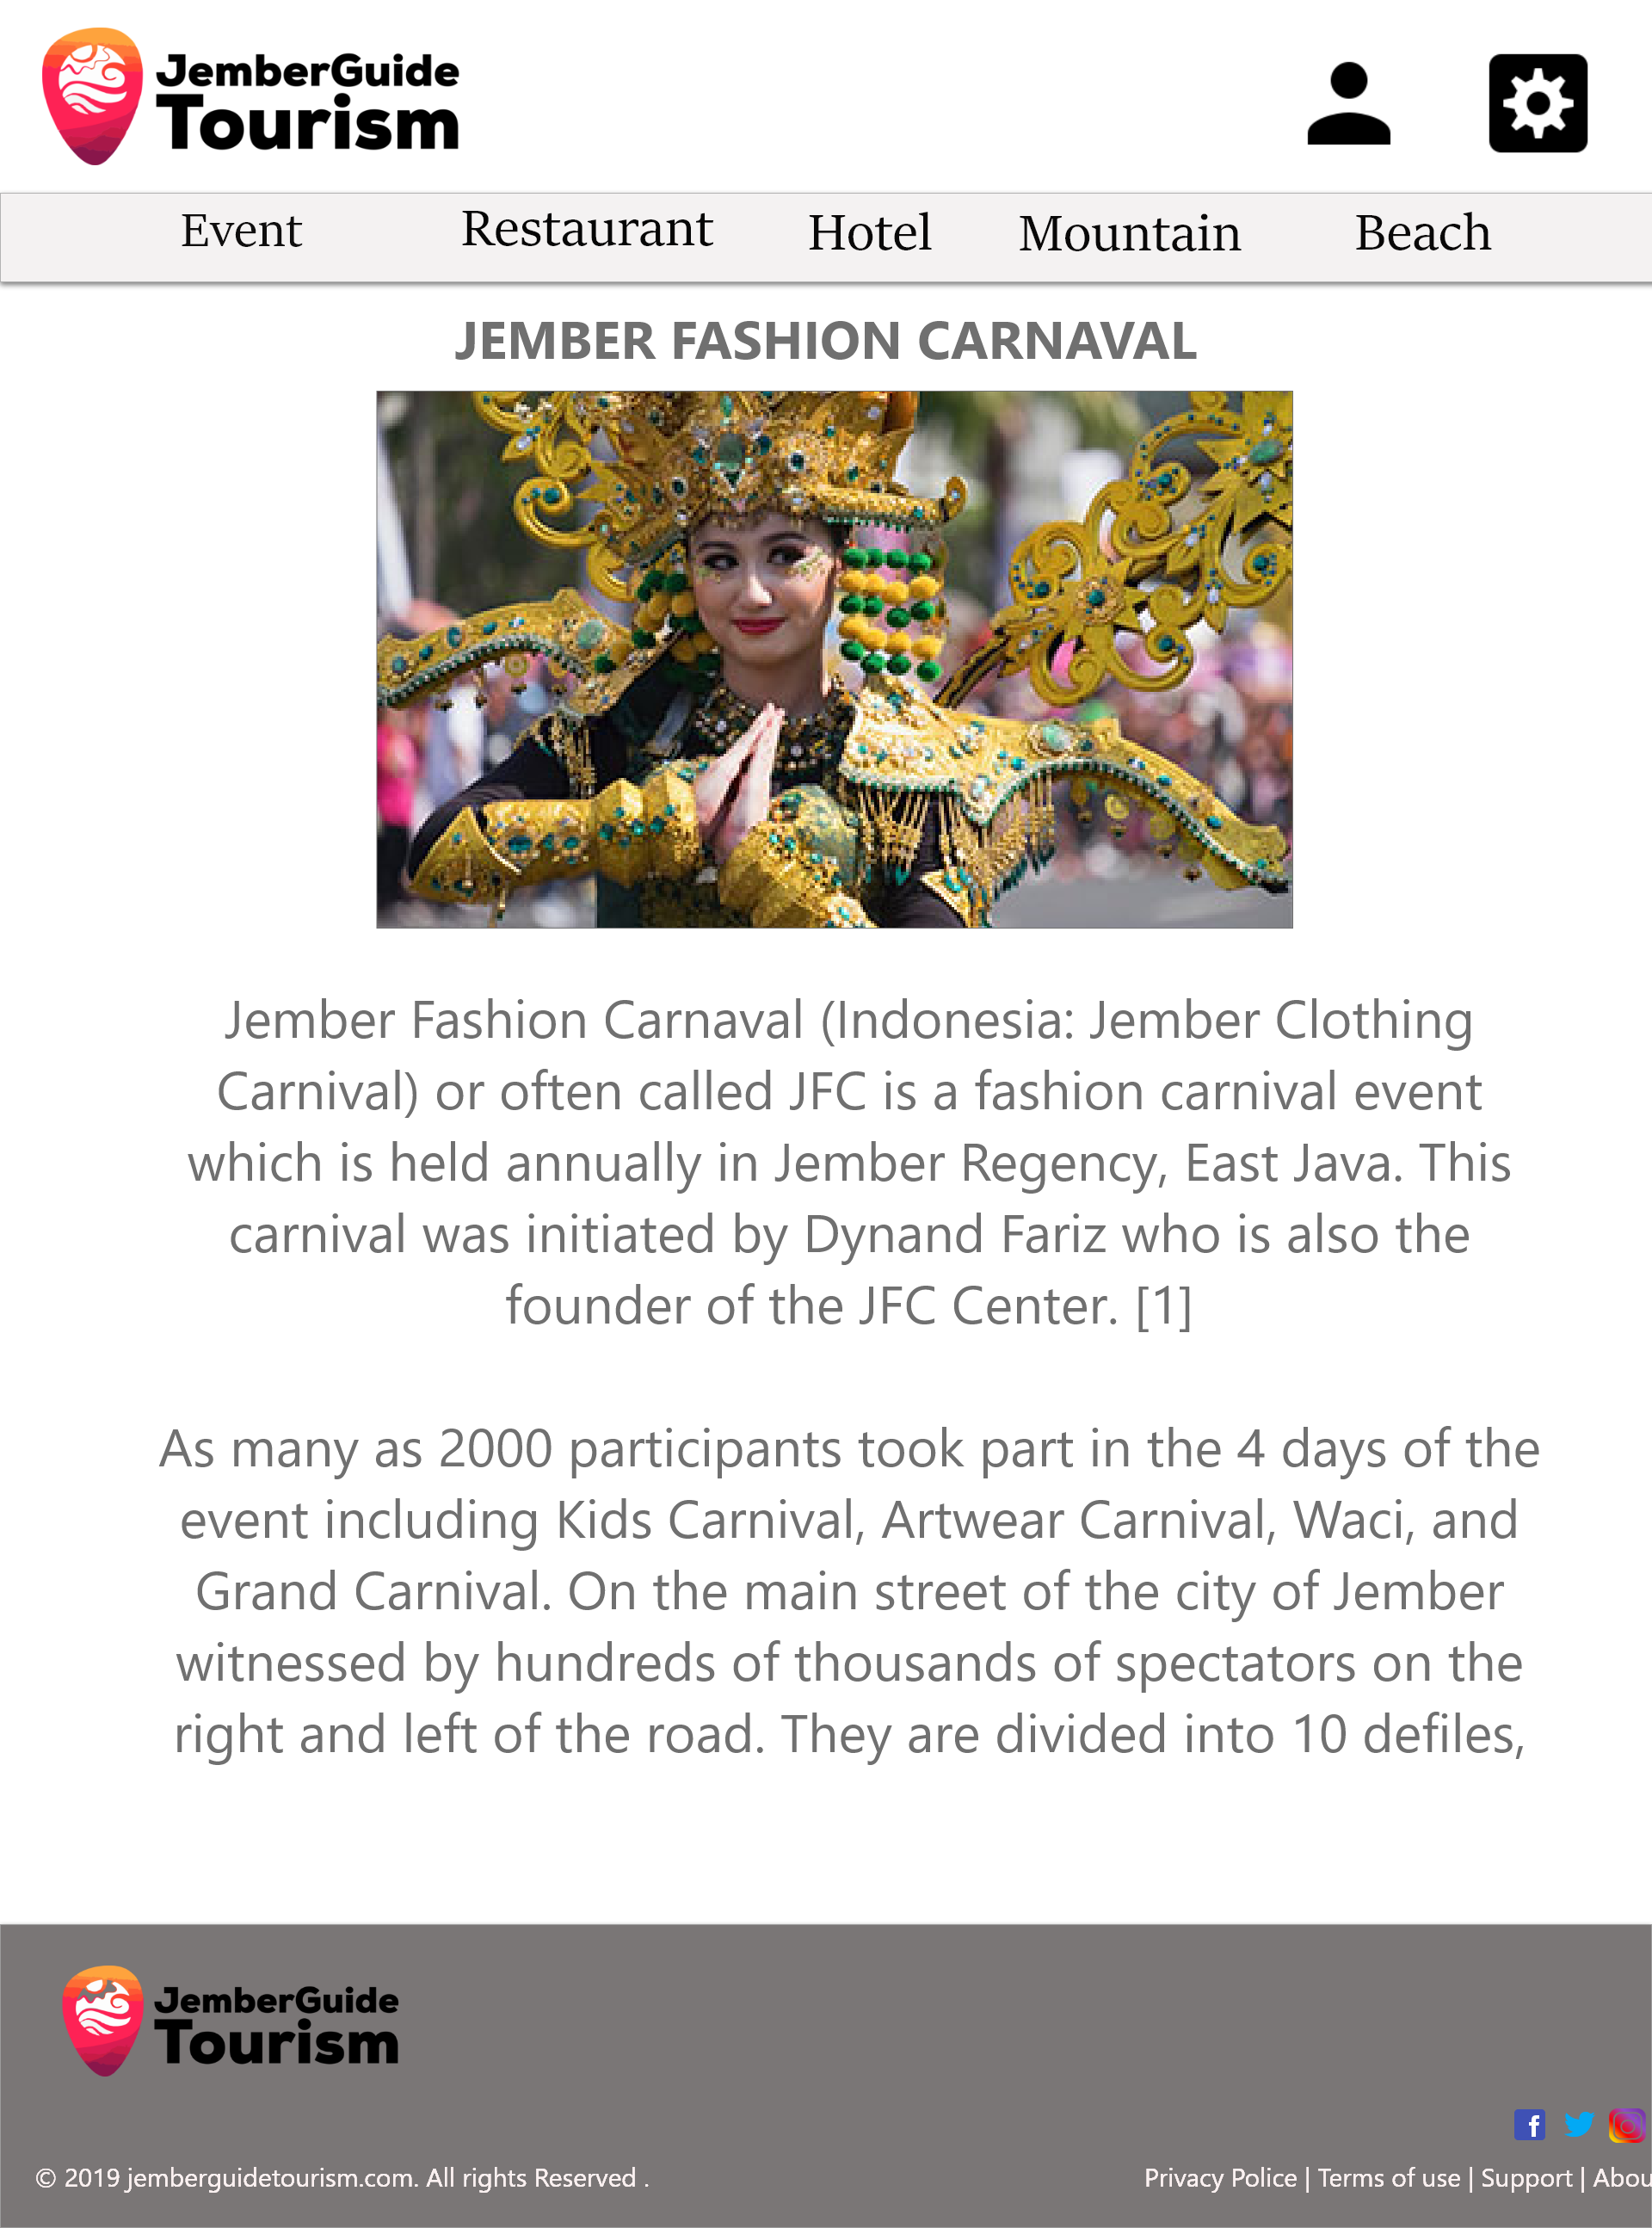 JemberGuide
Tourism
Event Restaurant Hotel Mountain Beach
JEMBER FASHION CARNAVAL
Jember Fashion Carnaval (Indonesia: Jember Clothing
Carnival) or often called JFC is a fashion carnival event
which is held annually in Jember Regency, East Java. This
carnival was initiated by Dynand Fariz who is also the
founder of the JFC Center. [1]
As many as 2000 participants took part in the 4 days of the
event including Kids Carnival, Artwear Carnival, Waci, and
Grand Carnival. On the main street of the city of Jember
witnessed by hundreds of thousands of spectators on the
right and left of the road. They are divided into 10 defiles,
JemberGuide
Tourism
f
© 2019 jemberguidetourism.com. All rights Reserved .
Privacy Police | Terms of use | Support | Abou